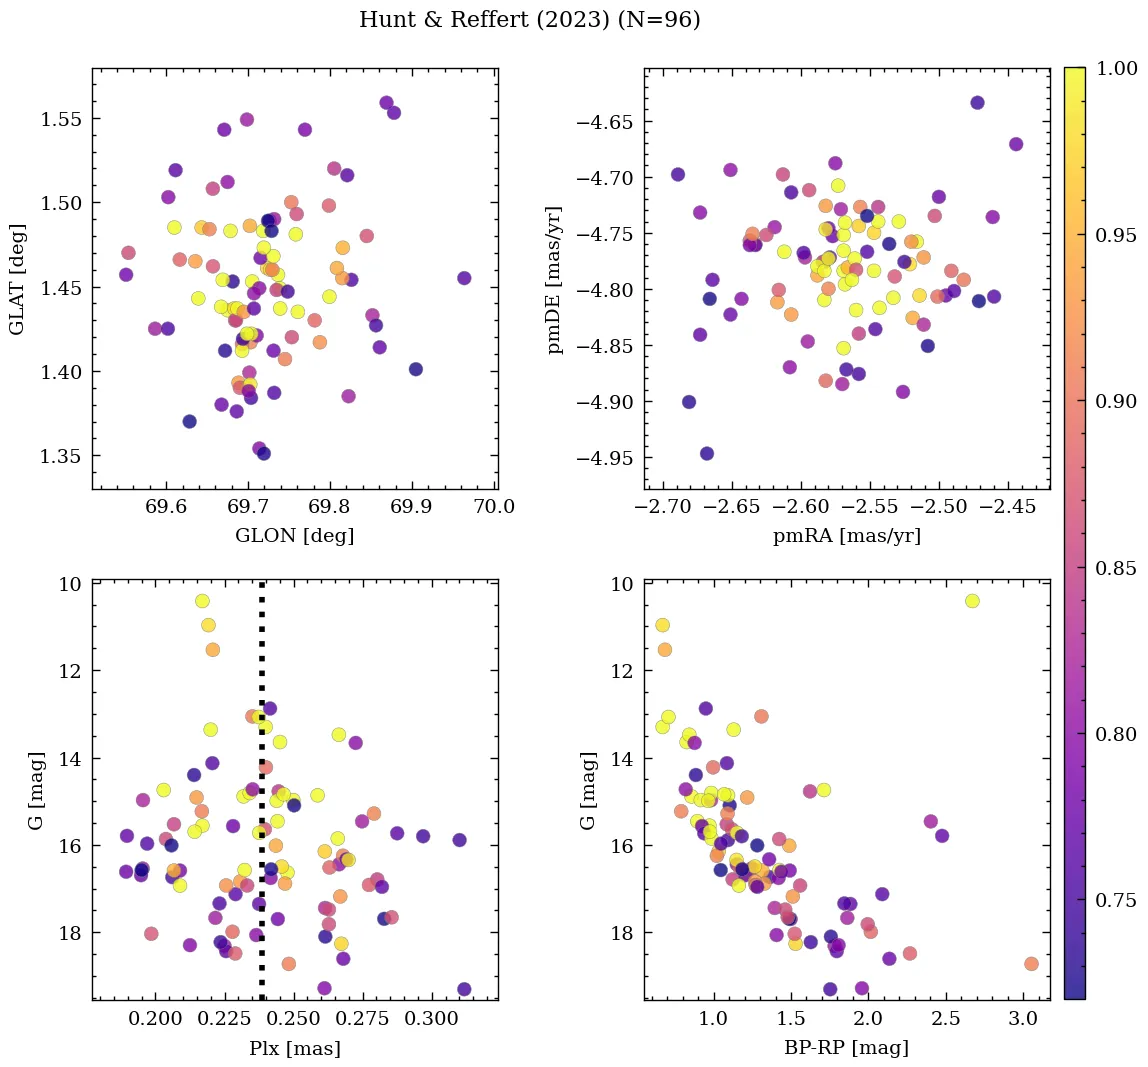 Hunt & Reffert (2023) (N=96)
GLAT [deg]
1.55
1.50
1.45
1.40
1.35
69.6 69.7 69.8 69.9 70.0
GLON [deg]
pmDE [mas/yr]
−4.65
−4.70
−4.75
−4.80
−4.85
−4.90
−4.95
−2.70 −2.65 −2.60 −2.55 −2.50 −2.45
pmRA [mas/yr]
1.00
0.95
0.90
0.85
0.80
0.75
G [mag]
10
12
14
16
18
0.200 0.225 0.250 0.275 0.300
Plx [mas]
G [mag]
10
12
14
16
18
1.0 1.5 2.0 2.5 3.0
BP-RP [mag]